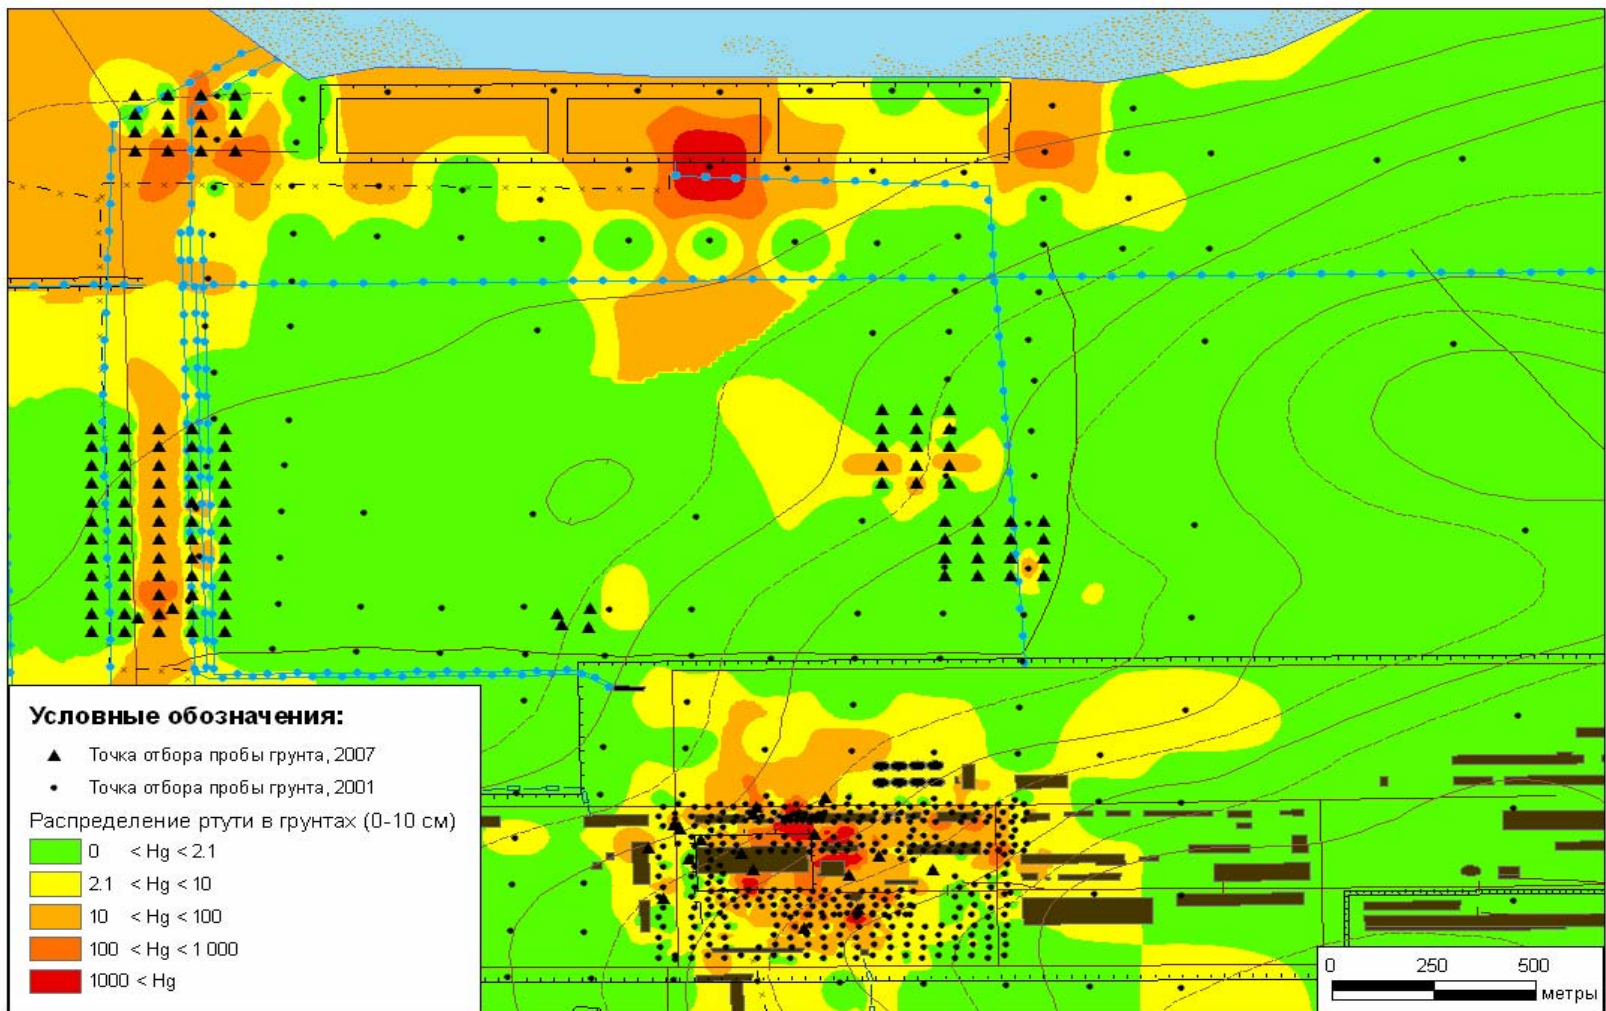 Условные обозначения:
Точка отбора пробы грунта, 2007
Точка отбора пробы грунта, 2001
Распределение ртути в грунтах (0-10 см)
0 < Hg < 2.1
2.1 < Hg < 10
10 < Hg < 100
100 < Hg < 1 000
1000 < Hg
0 250 500
метры